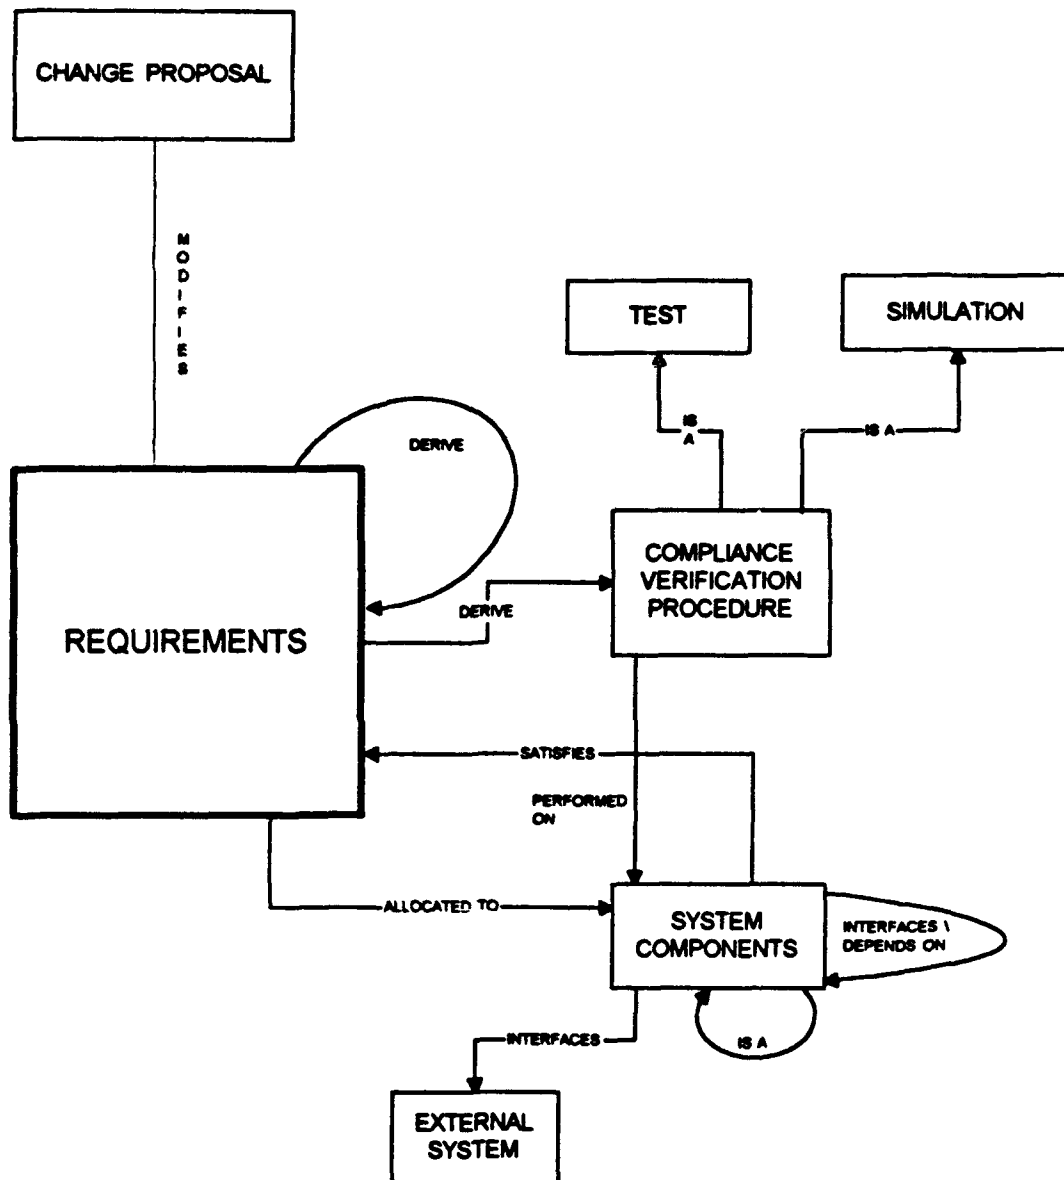 CHANGE PROPOSAL
MODIFIES
TEST
SIMULATION
IS
A
IS A
DERIVE
COMPLIANCE
VERIFICATION
PROCEDURE
DERIVE
REQUIREMENTS
SATISFIES
PERFORMED
ON
ALLOCATED TO
SYSTEM
COMPONENTS
INTERFACES \
DEPENDS ON
INTERFACES
IS A
EXTERNAL
SYSTEM